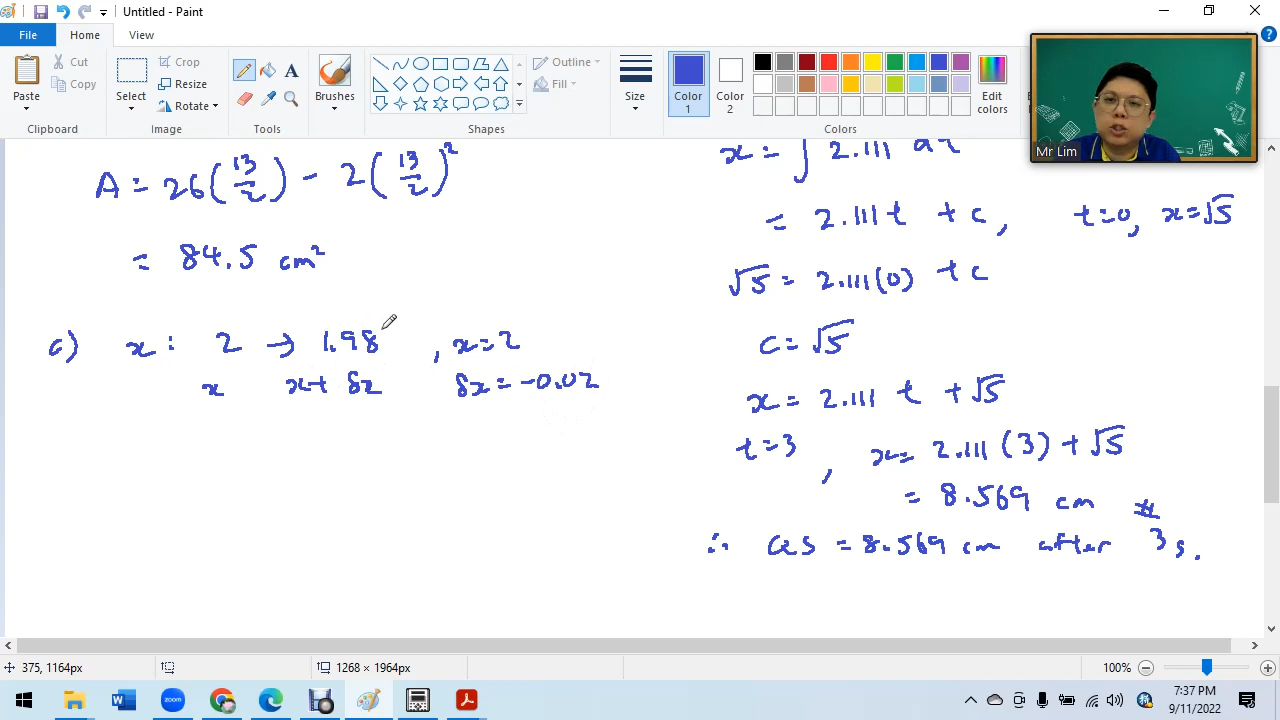 Untitled - Paint
File
Home
View
Paste
Cut
Copy
Clipboard
Select
Crop
Resize
Rotate
Image
A
Tools
Brushes
Outline
Fill
Shapes
Size
Color 1
Color 2
Edit colors
Colors
Mr Lim
A = 26(13/2) - 2(13/2)²
= 84.5 cm²
c) x : 2 → 1.98 , x=2
x x+ δx δx = -0.02
x = ∫ 2.111 dt
= 2.111t + c, t=0, x=√5
√5 = 2.111(0) + c
c = √5
x = 2.111 t + √5
t=3 , x= 2.111 (3) + √5
= 8.569 cm #
∴ QS = 8.569 cm after 3 s.
375, 1164px
1268 × 1964px
100%
zoom
7:37 PM
9/11/2022